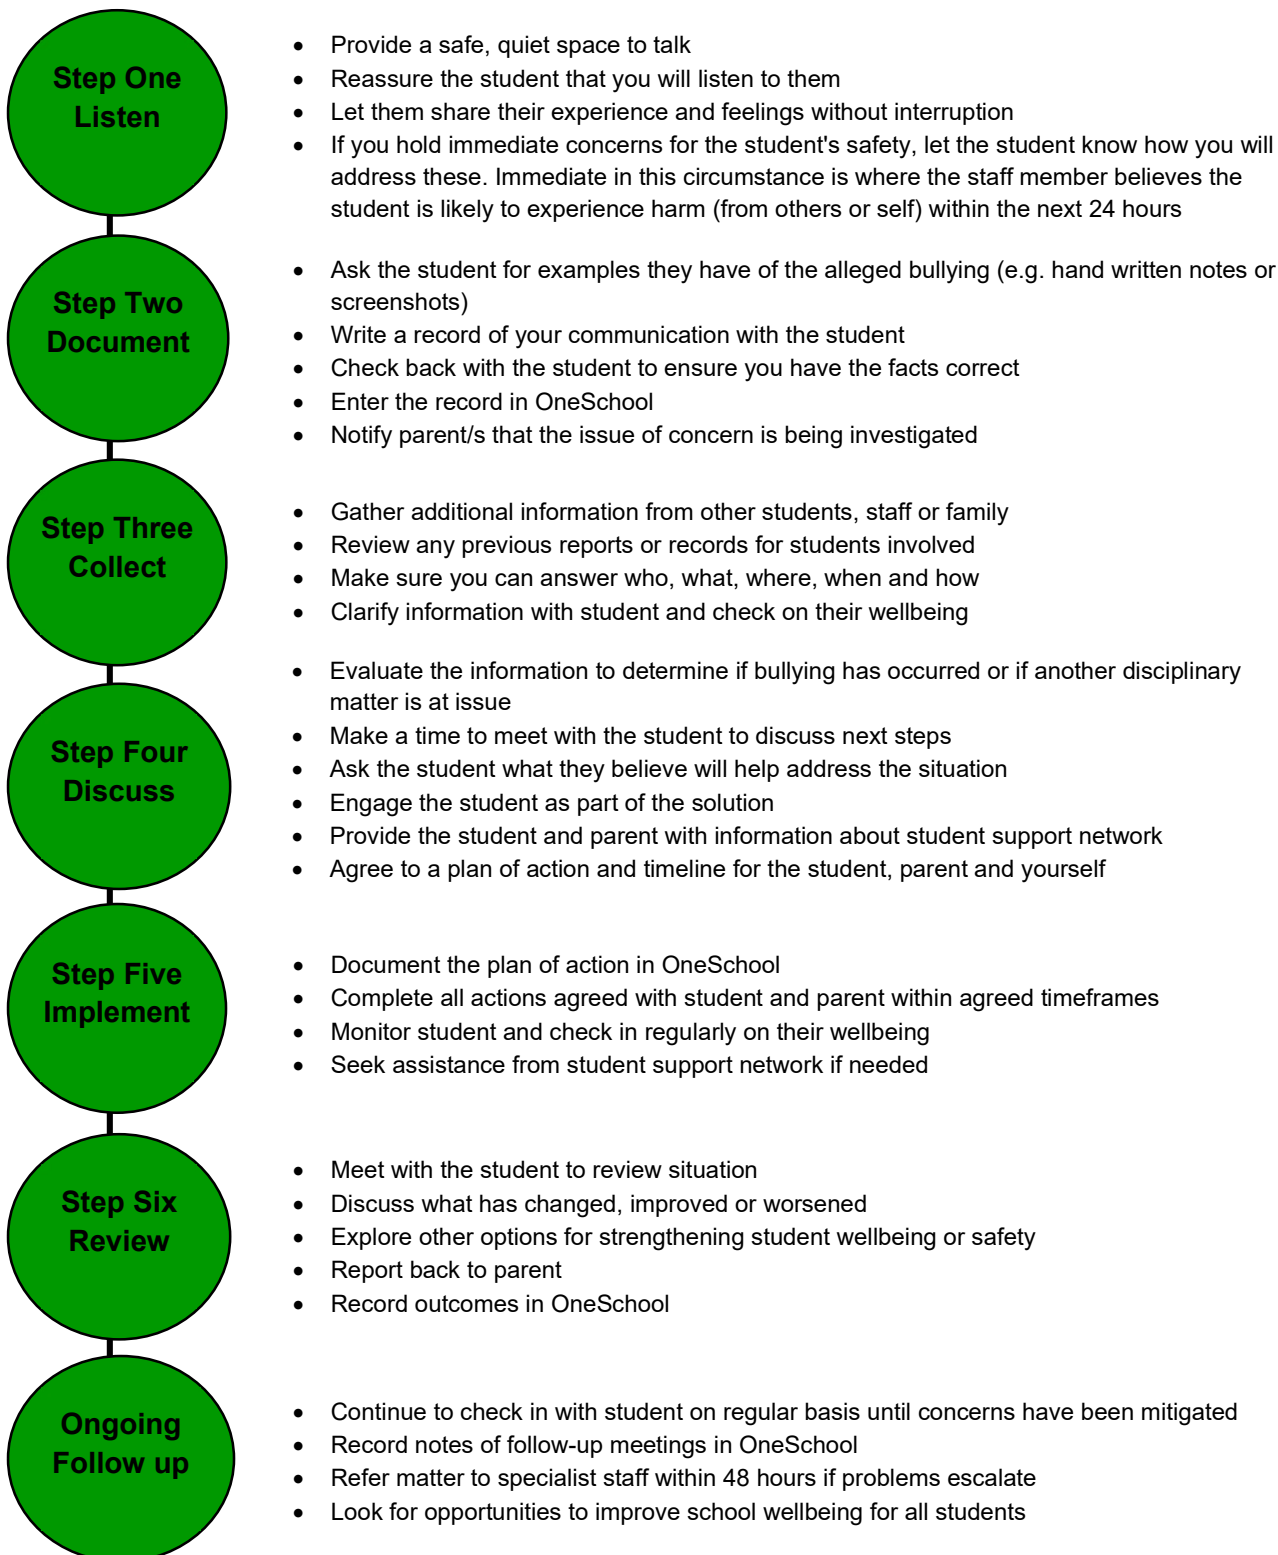 Step One
Listen
• Provide a safe, quiet space to talk
• Reassure the student that you will listen to them
• Let them share their experience and feelings without interruption
• If you hold immediate concerns for the student's safety, let the student know how you will
address these. Immediate in this circumstance is where the staff member believes the
student is likely to experience harm (from others or self) within the next 24 hours
Step Two
Document
• Ask the student for examples they have of the alleged bullying (e.g. hand written notes or
screenshots)
• Write a record of your communication with the student
• Check back with the student to ensure you have the facts correct
• Enter the record in OneSchool
• Notify parent/s that the issue of concern is being investigated
Step Three
Collect
• Gather additional information from other students, staff or family
• Review any previous reports or records for students involved
• Make sure you can answer who, what, where, when and how
• Clarify information with student and check on their wellbeing
Step Four
Discuss
• Evaluate the information to determine if bullying has occurred or if another disciplinary
matter is at issue
• Make a time to meet with the student to discuss next steps
• Ask the student what they believe will help address the situation
• Engage the student as part of the solution
• Provide the student and parent with information about student support network
• Agree to a plan of action and timeline for the student, parent and yourself
Step Five
Implement
• Document the plan of action in OneSchool
• Complete all actions agreed with student and parent within agreed timeframes
• Monitor student and check in regularly on their wellbeing
• Seek assistance from student support network if needed
Step Six
Review
• Meet with the student to review situation
• Discuss what has changed, improved or worsened
• Explore other options for strengthening student wellbeing or safety
• Report back to parent
• Record outcomes in OneSchool
Ongoing
Follow up
• Continue to check in with student on regular basis until concerns have been mitigated
• Record notes of follow-up meetings in OneSchool
• Refer matter to specialist staff within 48 hours if problems escalate
• Look for opportunities to improve school wellbeing for all students